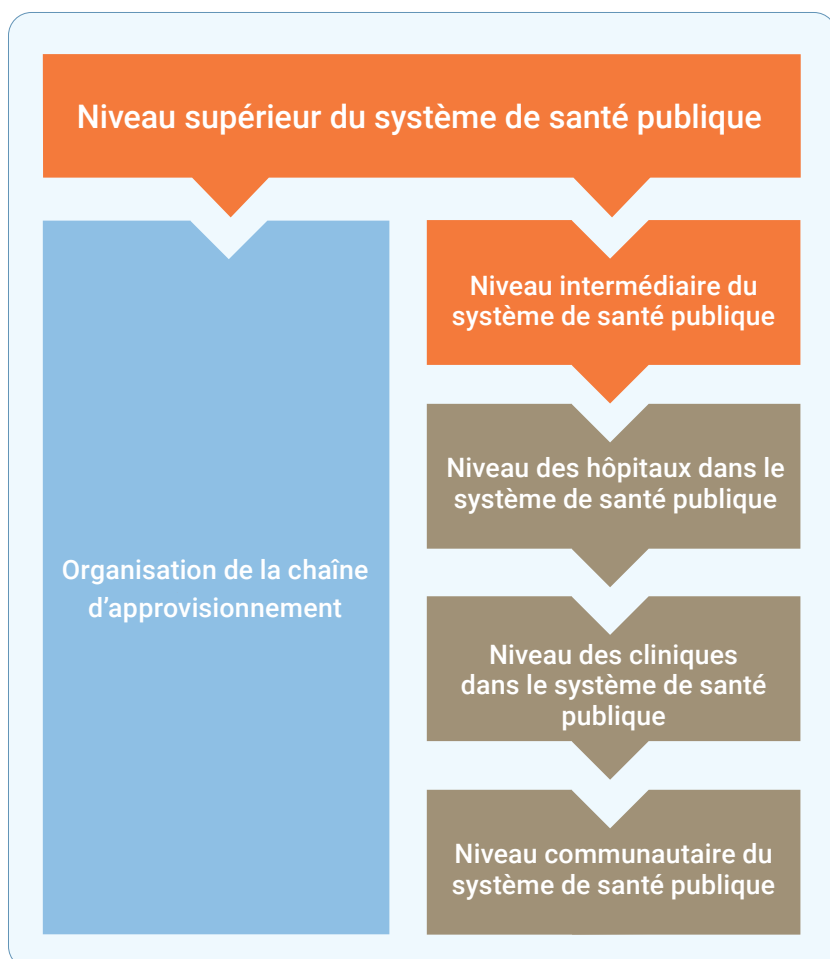 Niveau supérieur du système de santé publique
Niveau intermédiaire du
système de santé publique
Niveau des hôpitaux dans le
système de santé publique
Organisation de la chaîne
d’approvisionnement
Niveau des cliniques
dans le système de santé
publique
Niveau communautaire du
système de santé publique